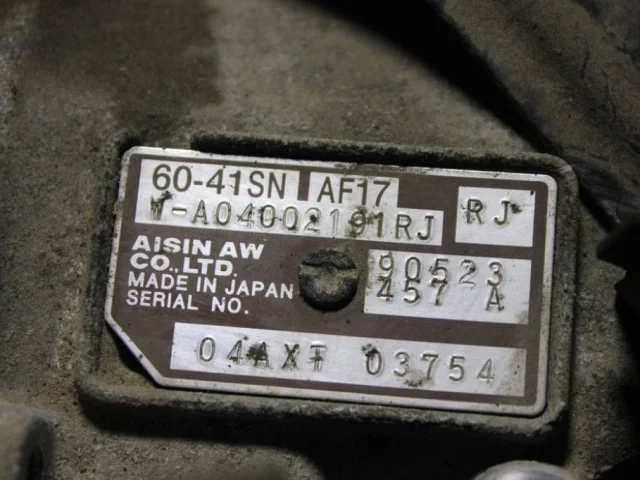 60-41SN AF17
W-A04002191RJ RJ
AISIN AW
CO.,LTD.
MADE IN JAPAN
SERIAL NO.
90523
457 A
04AXT 03754